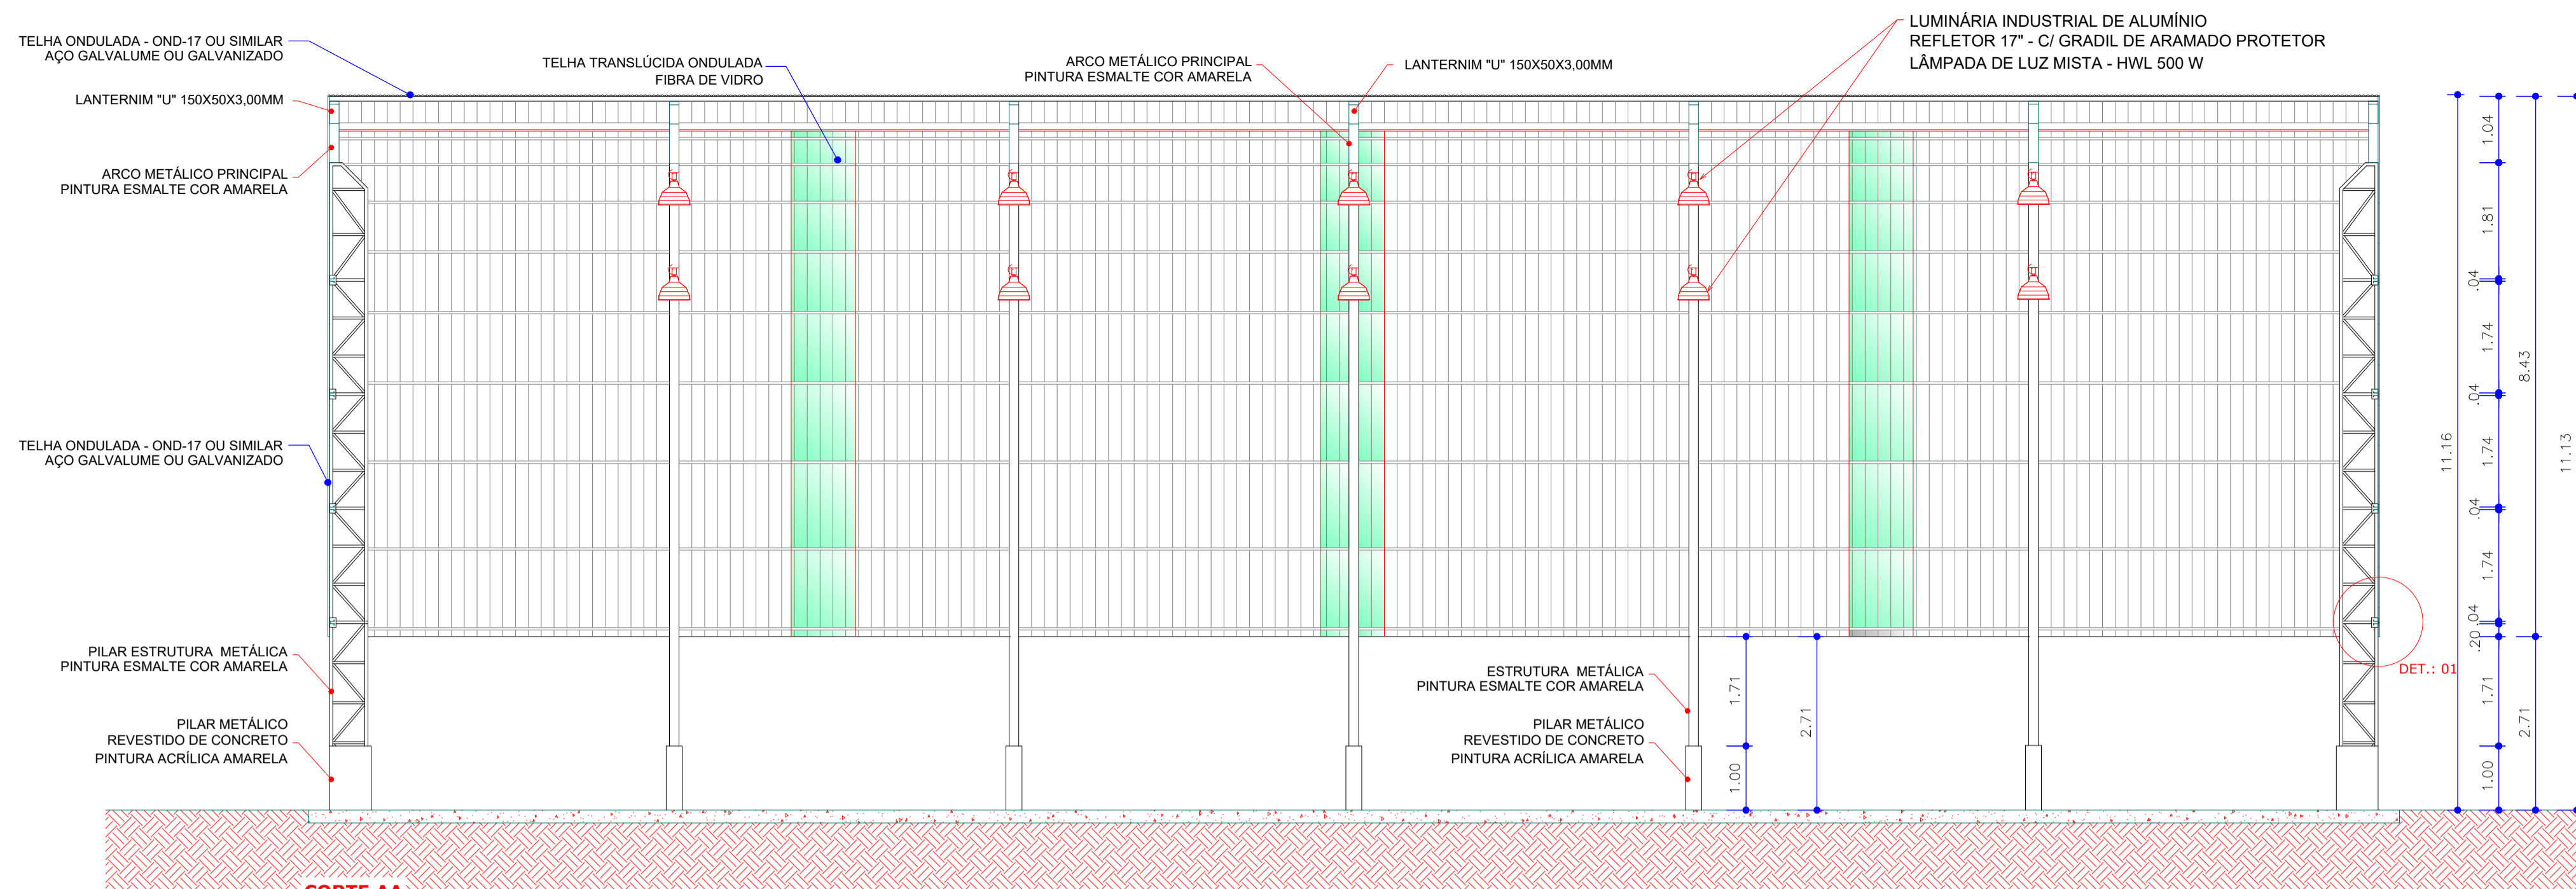 TELHA ONDULADA - OND-17 OU SIMILAR
AÇO GALVALUME OU GALVANIZADO
LANTERNIM "U" 150X50X3,00MM
ARCO METÁLICO PRINCIPAL
PINTURA ESMALTE COR AMARELA
TELHA ONDULADA - OND-17 OU SIMILAR
AÇO GALVALUME OU GALVANIZADO
PILAR ESTRUTURA METÁLICA
PINTURA ESMALTE COR AMARELA
PILAR METÁLICO
REVESTIDO DE CONCRETO
PINTURA ACRÍLICA AMARELA
TELHA TRANSLÚCIDA ONDULADA
FIBRA DE VIDRO
ARCO METÁLICO PRINCIPAL
PINTURA ESMALTE COR AMARELA
LANTERNIM "U" 150X50X3,00MM
LUMINÁRIA INDUSTRIAL DE ALUMÍNIO
REFLETOR 17" - C/ GRADIL DE ARAMADO PROTETOR
LÂMPADA DE LUZ MISTA - HWL 500 W
ESTRUTURA METÁLICA
PINTURA ESMALTE COR AMARELA
PILAR METÁLICO
REVESTIDO DE CONCRETO
PINTURA ACRÍLICA AMARELA
1.71
1.00
2.71
DET.: 01
11.16
1.04
1.81
.04
1.74
.04
1.74
.04
1.74
.04
.20
1.71
1.00
8.43
2.71
11.13
CORTE AA